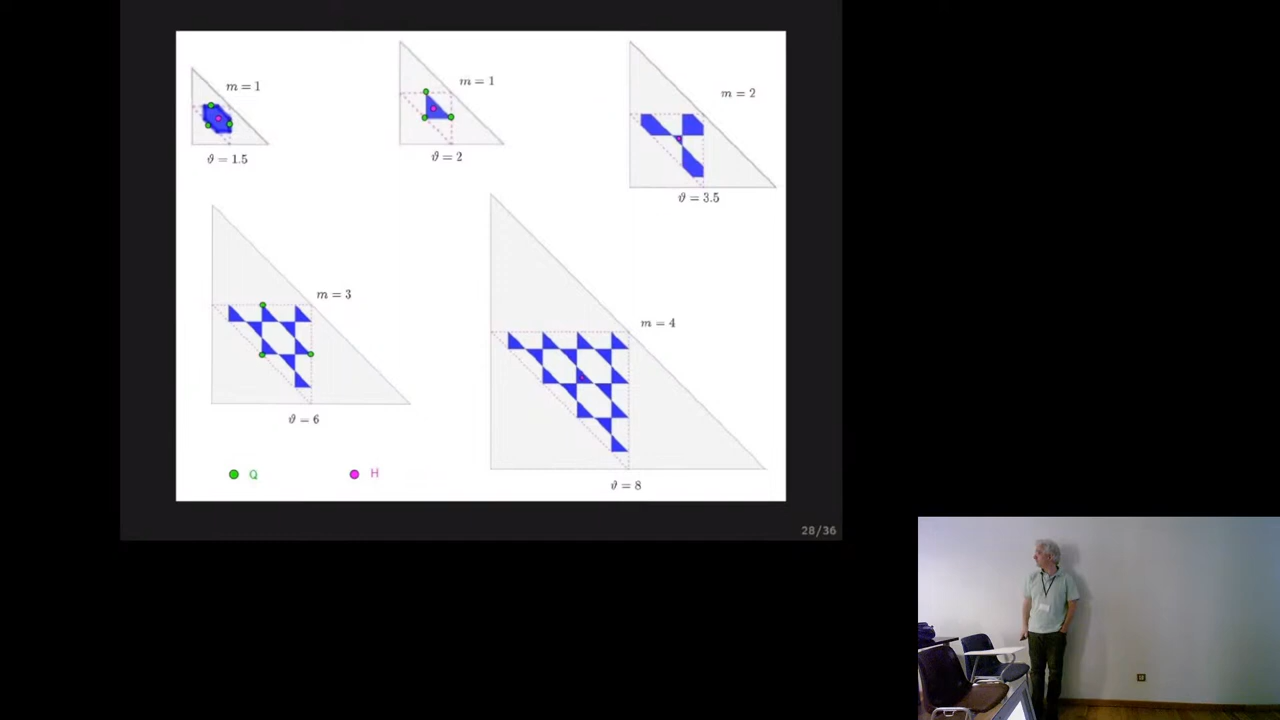 m = 1
ϑ = 1.5
m = 1
ϑ = 2
m = 2
ϑ = 3.5
m = 3
ϑ = 6
m = 4
ϑ = 8
Q
H
28/36